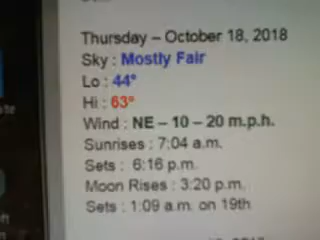 Thursday – October 18, 2018
Sky : Mostly Fair
Lo : 44°
Hi : 63°
Wind : NE – 10 – 20 m.p.h.
Sunrises : 7:04 a.m.
Sets : 6:16 p.m.
Moon Rises : 3:20 p.m.
Sets : 1:09 a.m. on 19th